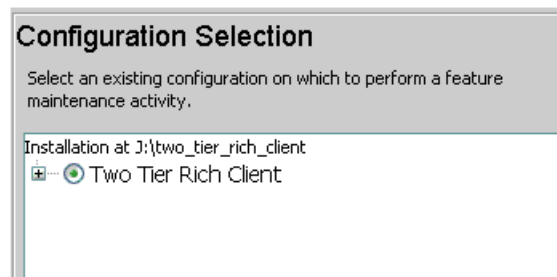 Configuration Selection
Select an existing configuration on which to perform a feature
maintenance activity.
Installation at J:\two_tier_rich_client
Two Tier Rich Client